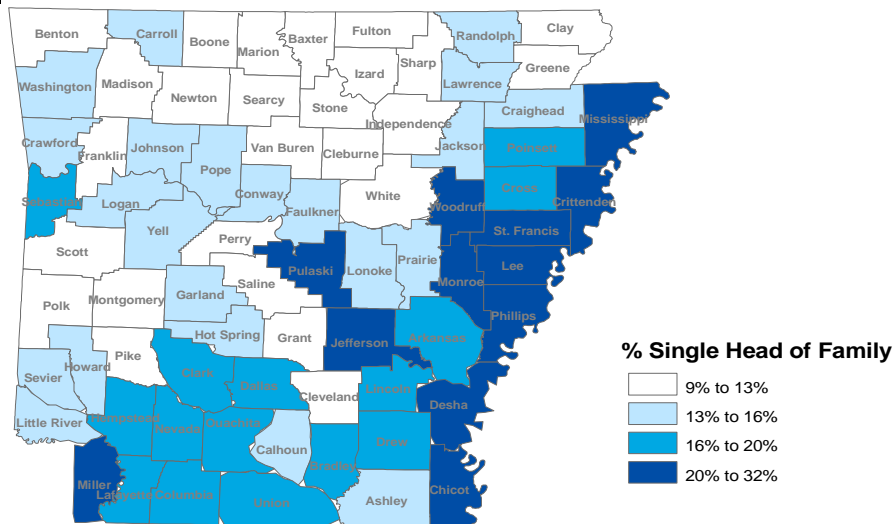 Benton
Carroll
Boone
Marion
Baxter
Fulton
Randolph
Clay
Izard
Sharp
Greene
Washington
Madison
Newton
Searcy
Stone
Lawrence
Craighead
Mississippi
Independence
Crawford
Franklin
Johnson
Van Buren
Cleburne
Jackson
Poinsett
Pope
Conway
White
Cross
Sebastian
Logan
Faulkner
Woodruff
Crittenden
Yell
Perry
St. Francis
Scott
Pulaski
Lonoke
Prairie
Monroe
Lee
Saline
Polk
Montgomery
Garland
Phillips
Hot Spring
Grant
Jefferson
Arkansas
% Single Head of Family
Pike
Howard
Sevier
Clark
Dallas
9% to 13%
Cleveland
Lincoln
Desha
13% to 16%
Little River
Hempstead
Nevada
Ouachita
16% to 20%
Calhoun
Drew
Bradley
20% to 32%
Miller
Lafayette
Columbia
Union
Ashley
Chicot